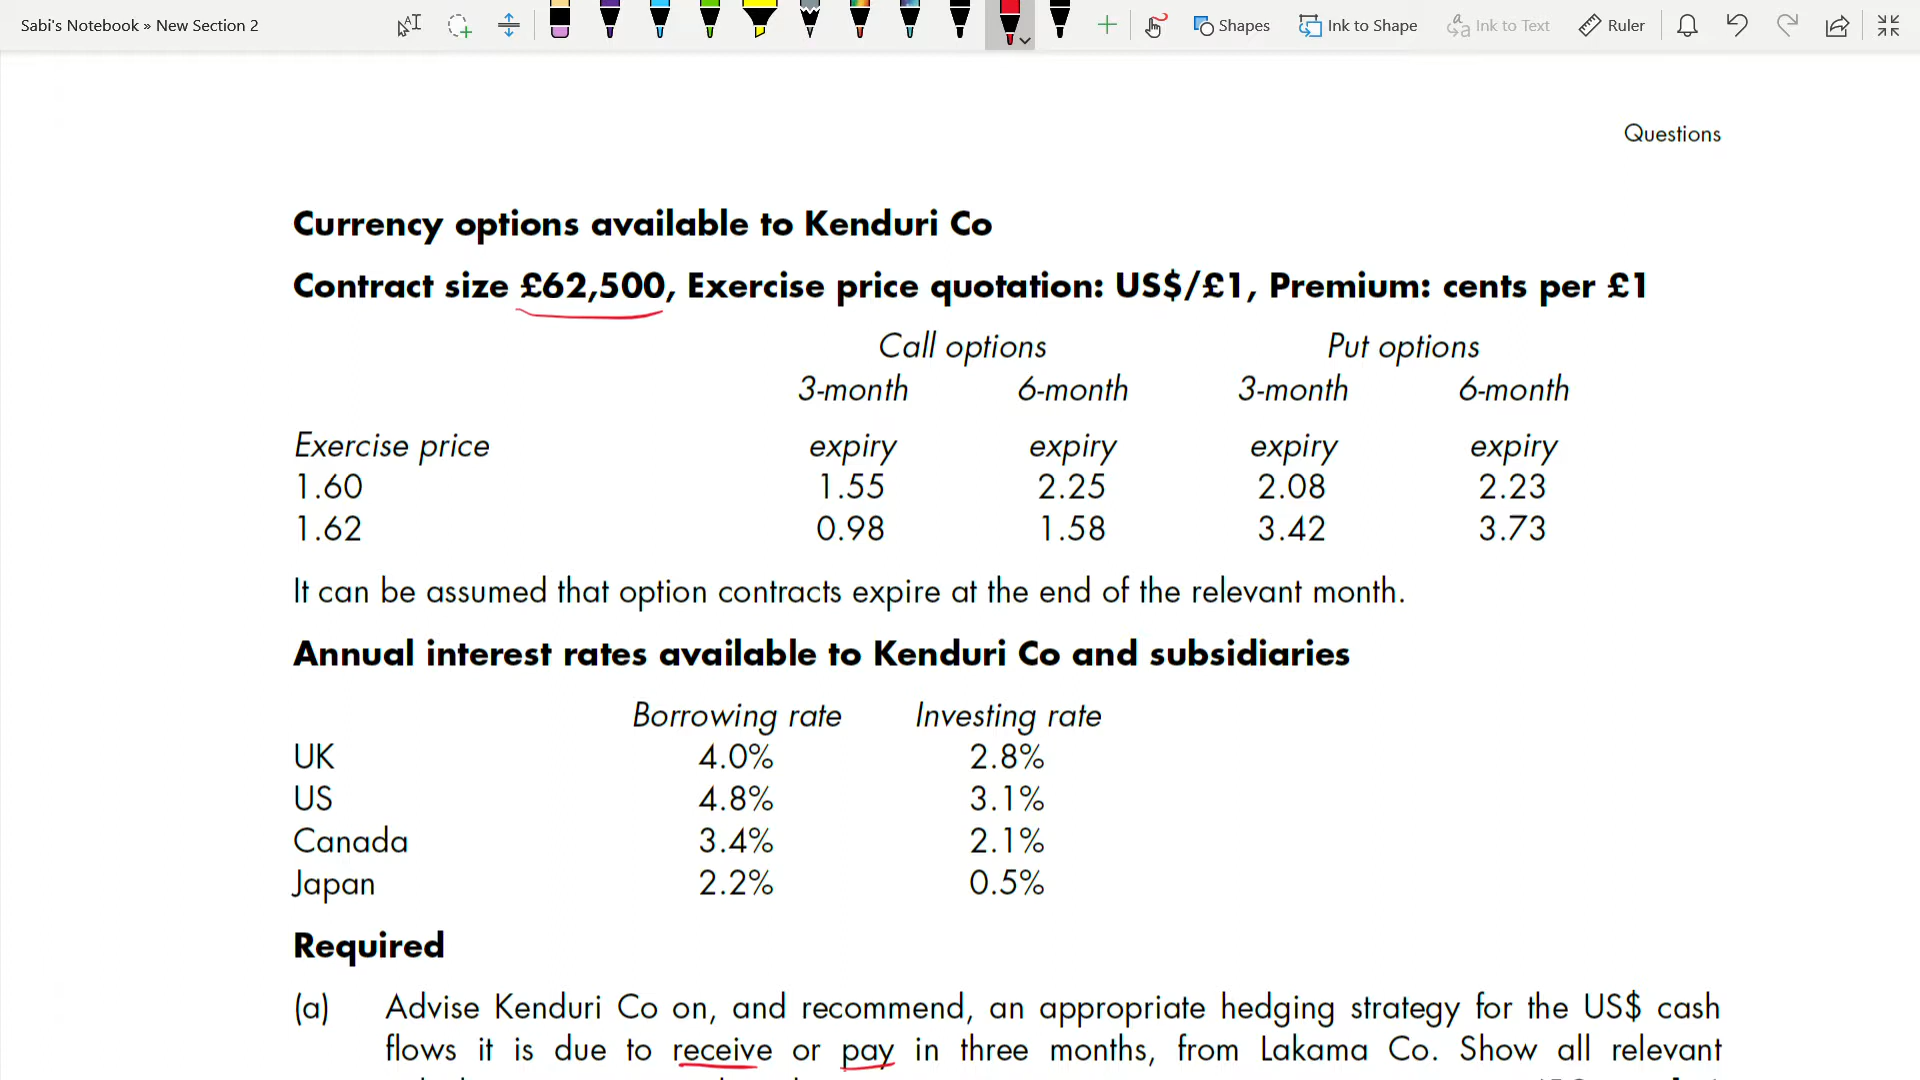 Sabi's Notebook » New Section 2
Shapes
Ink to Shape
Ink to Text
Ruler
Questions
Currency options available to Kenduri Co
Contract size £62,500, Exercise price quotation: US$/£1, Premium: cents per £1
Call options Put options
3-month 6-month 3-month 6-month
Exercise price expiry expiry expiry expiry
1.60 1.55 2.25 2.08 2.23
1.62 0.98 1.58 3.42 3.73
It can be assumed that option contracts expire at the end of the relevant month.
Annual interest rates available to Kenduri Co and subsidiaries
Borrowing rate Investing rate
UK 4.0% 2.8%
US 4.8% 3.1%
Canada 3.4% 2.1%
Japan 2.2% 0.5%
Required
(a) Advise Kenduri Co on, and recommend, an appropriate hedging strategy for the US$ cash
flows it is due to receive or pay in three months, from Lakama Co. Show all relevant